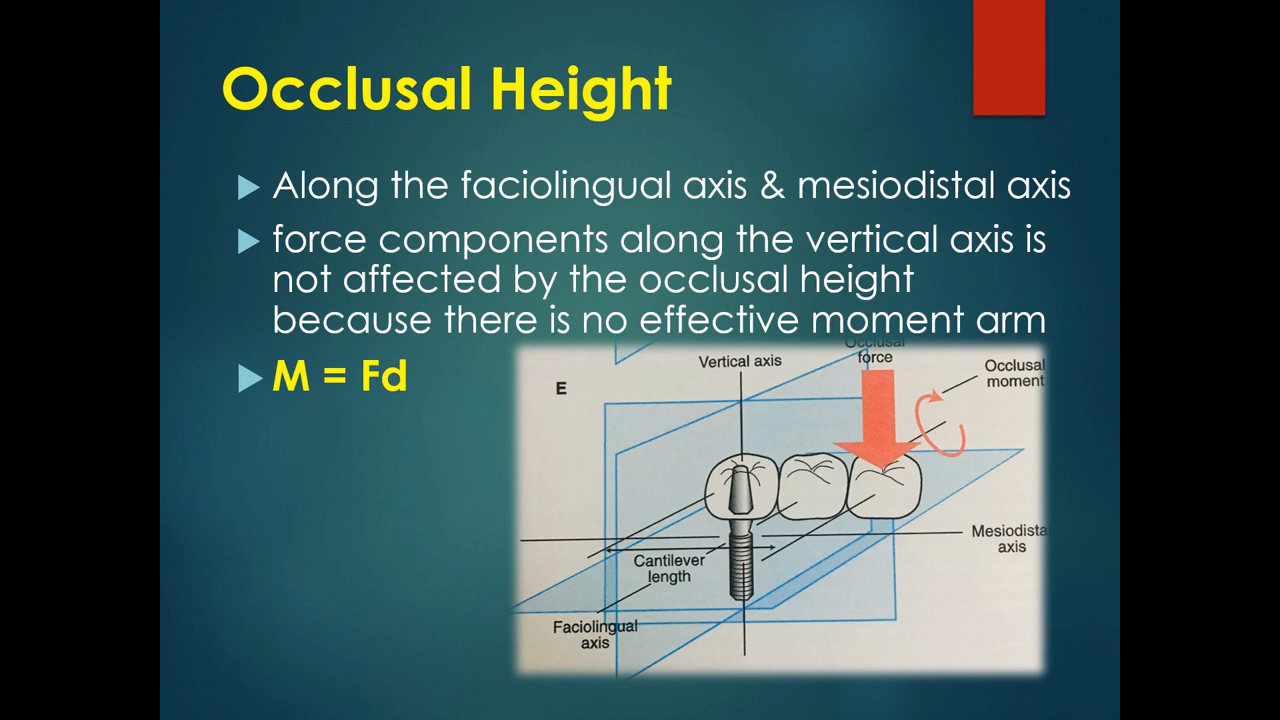 Occlusal Height
Along the faciolingual axis & mesiodistal axis
force components along the vertical axis is
not affected by the occlusal height
because there is no effective moment arm
M = Fd
E
Vertical axis
Occlusal
force
Occlusal
moment
Mesiodista
axis
Cantilever
length
Faciolingual
axis